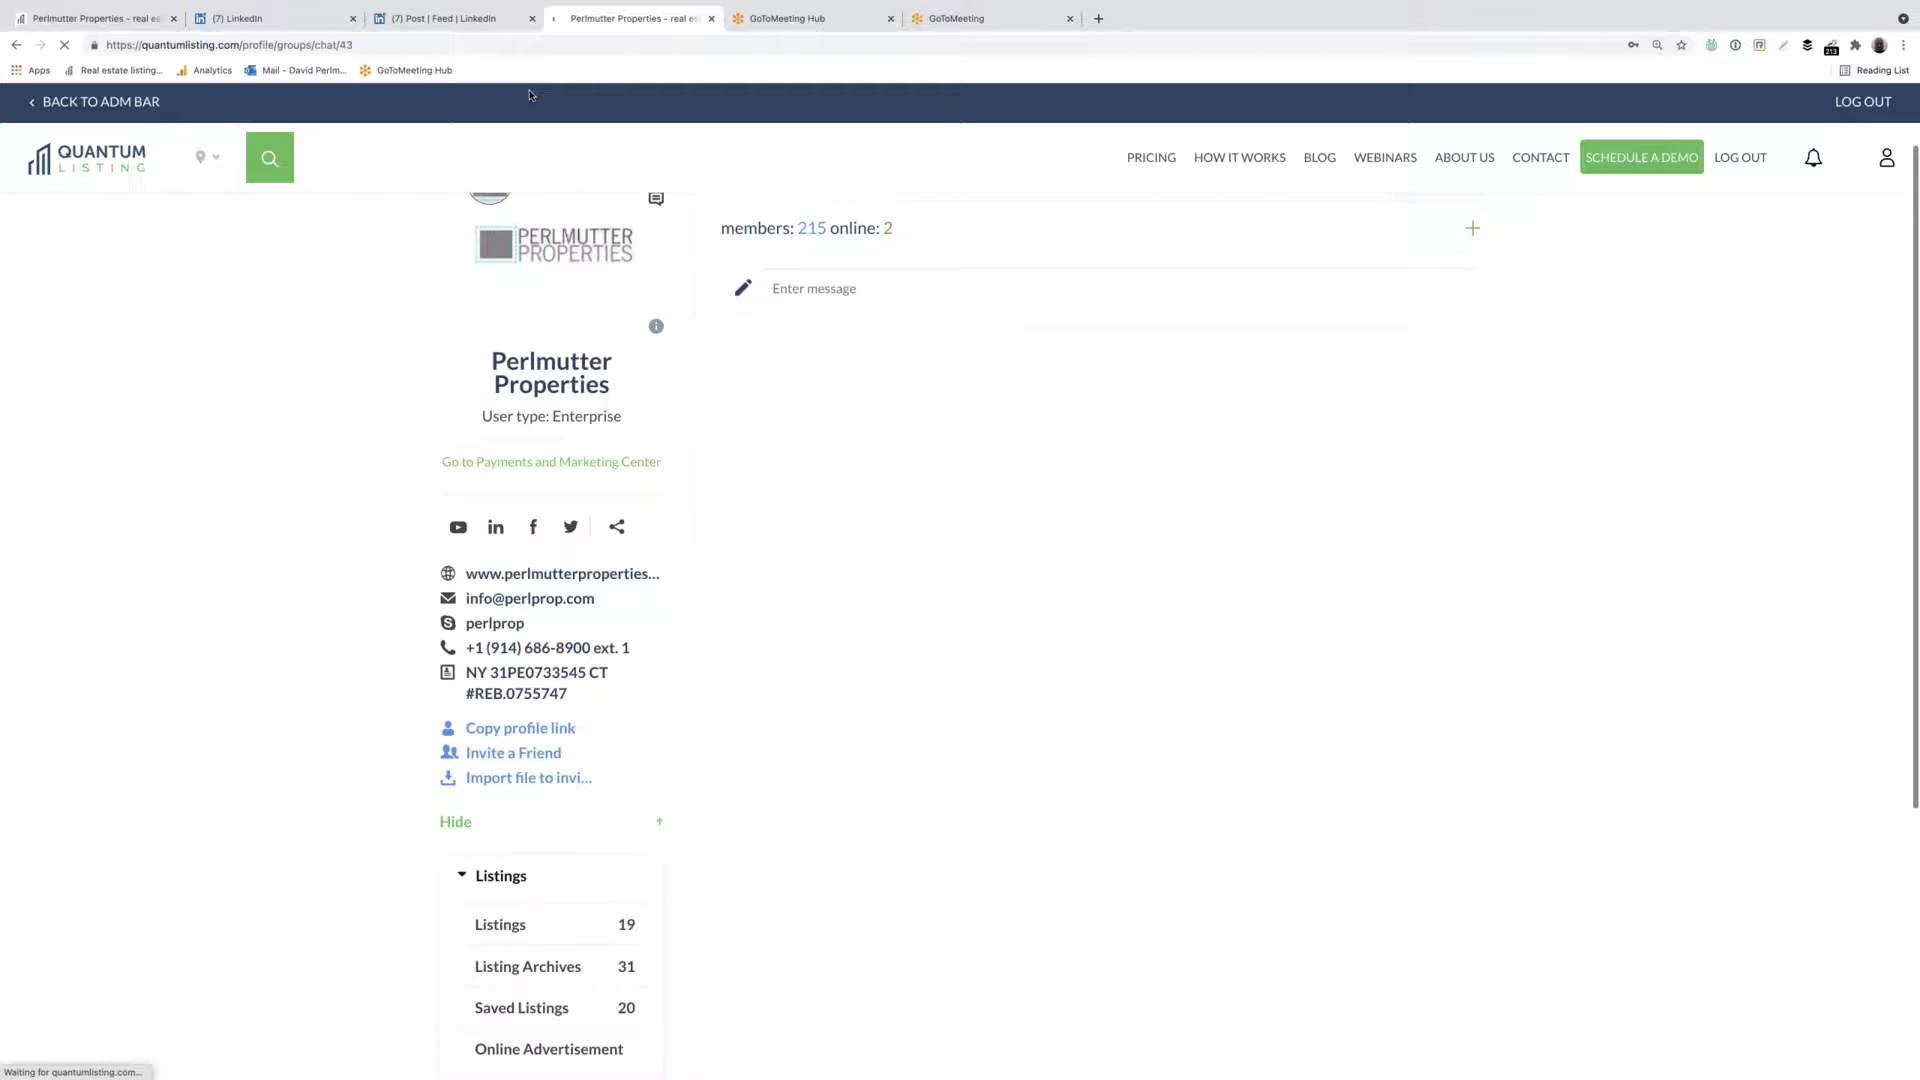 Perlmutter Properties - real es
(7) LinkedIn
(7) Post | Feed | LinkedIn
Perlmutter Properties - real es
GoToMeeting Hub
GoToMeeting
https://quantumlisting.com/profile/groups/chat/43
213
Apps
Real estate listing...
Analytics
Mail - David Perlm...
GoToMeeting Hub
Reading List
BACK TO ADM BAR
LOG OUT
QUANTUM
LISTING
PRICING
HOW IT WORKS
BLOG
WEBINARS
ABOUT US
CONTACT
SCHEDULE A DEMO
LOG OUT
PERLMUTTER
PROPERTIES
members: 215 online: 2
Enter message
Perlmutter
Properties
User type: Enterprise
Go to Payments and Marketing Center
www.perlmutterproperties...
info@perlprop.com
perlprop
+1 (914) 686-8900 ext. 1
NY 31PE0733545 CT
#REB.0755747
Copy profile link
Invite a Friend
Import file to invi...
Hide
Listings
Listings 19
Listing Archives 31
Saved Listings 20
Online Advertisement
Waiting for quantumlisting.com...